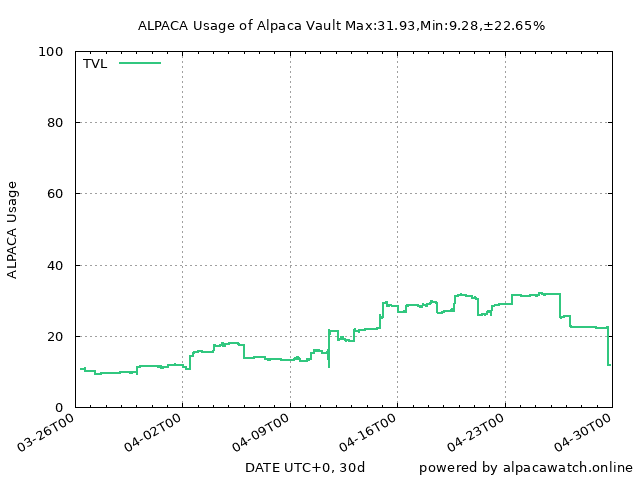 ALPACA Usage of Alpaca Vault Max:31.93,Min:9.28,±22.65%
TVL
ALPACA Usage
100
80
60
40
20
0
03-26T00
04-02T00
04-09T00
04-16T00
04-23T00
04-30T00
DATE UTC+0, 30d
powered by alpacawatch.online